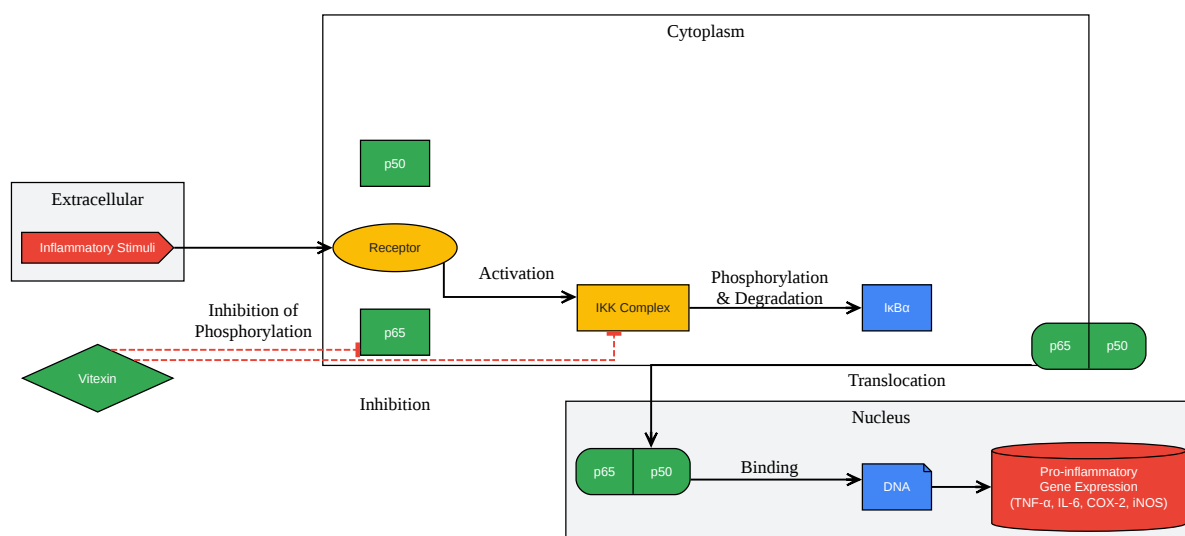 Cytoplasm
p50
Extracellular
Inflammatory Stimuli
Receptor
Activation
Phosphorylation
& Degradation
IKK Complex
IκBα
Inhibition of
Phosphorylation
p65
p65
p50
Vitexin
Translocation
Inhibition
Nucleus
p65
p50
Binding
DNA
Pro-inflammatory
Gene Expression
(TNF-α, IL-6, COX-2, iNOS)